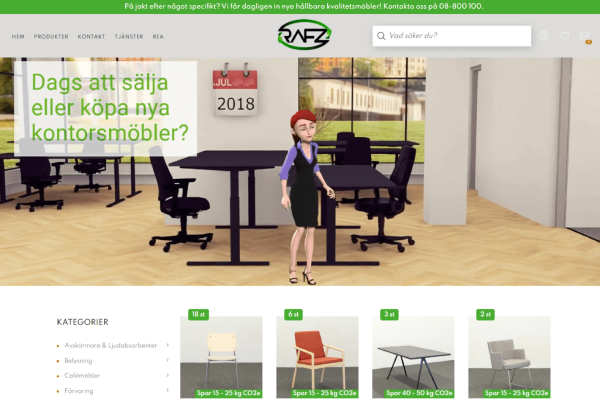 På jakt efter något specifikt? Vi får dagligen in nya hållbara kvalitetsmöbler! Kontakta oss på 08-800 100.
HEM PRODUKTER KONTAKT TJÄNSTER REA
RAFZ
Vad söker du?
0
Dags att sälja
eller köpa nya
kontorsmöbler?
JUL
2018
KATEGORIER
Avskärmare & Ljudabsorbenter
Belysning
Cafémöbler
Förvaring
18 st
6 st
3 st
2 st
Spar 15 - 25 kg CO2e
Spar 15 - 25 kg CO2e
Spar 40 - 50 kg CO2e
Spar 15 - 25 kg CO2e